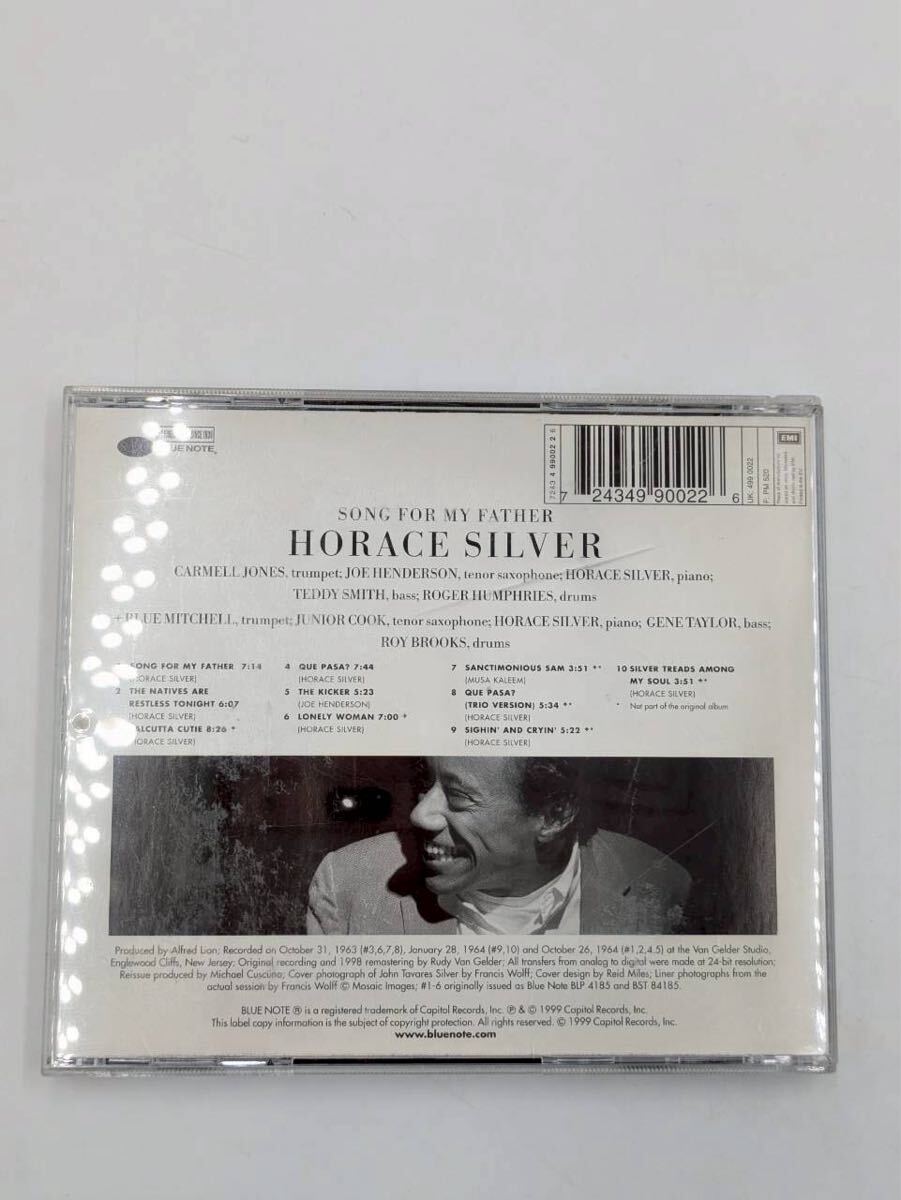 BLUE NOTE
7243 4 99002 2 6
7 24349 90022 6
UK: 499 0022
F: PM 520
EMI
SONG FOR MY FATHER
HORACE SILVER
CARMELL JONES, trumpet; JOE HENDERSON, tenor saxophone; HORACE SILVER, piano;
TEDDY SMITH, bass; ROGER HUMPHRIES, drums
+BLUE MITCHELL, trumpet; JUNIOR COOK, tenor saxophone; HORACE SILVER, piano; GENE TAYLOR, bass;
ROY BROOKS, drums
SONG FOR MY FATHER 7:14
(HORACE SILVER)
2 THE NATIVES ARE
RESTLESS TONIGHT 6:07
(HORACE SILVER)
CALCUTTA CUTIE 8:26 +
(HORACE SILVER)
4 QUE PASA? 7:44
(HORACE SILVER)
5 THE KICKER 5:23
(JOE HENDERSON)
6 LONELY WOMAN 7:00 +
(HORACE SILVER)
7 SANCTIMONIOUS SAM 3:51 +*
(MUSA KALEEM)
8 QUE PASA?
(TRIO VERSION) 5:34 +*
(HORACE SILVER)
9 SIGHIN' AND CRYIN' 5:22 +*
(HORACE SILVER)
10 SILVER TREADS AMONG
MY SOUL 3:51 +*
(HORACE SILVER)
* Not part of the original album
Produced by Alfred Lion; Recorded on October 31, 1963 (#3,6,7,8), January 28, 1964 (#9,10) and October 26, 1964 (#1,2,4,5) at the Van Gelder Studio,
Englewood Cliffs, New Jersey; Original recording and 1998 remastering by Rudy Van Gelder; All transfers from analog to digital were made at 24-bit resolution;
Reissue produced by Michael Cuscuna; Cover photograph of John Tavares Silver by Francis Wolff; Cover design by Reid Miles; Liner photographs from the
actual session by Francis Wolff © Mosaic Images; #1-6 originally issued as Blue Note BLP 4185 and BST 84185.
BLUE NOTE ® is a registered trademark of Capitol Records, Inc. ℗ & © 1999 Capitol Records, Inc.
This label copy information is the subject of copyright protection. All rights reserved. © 1999 Capitol Records, Inc.
www.bluenote.com